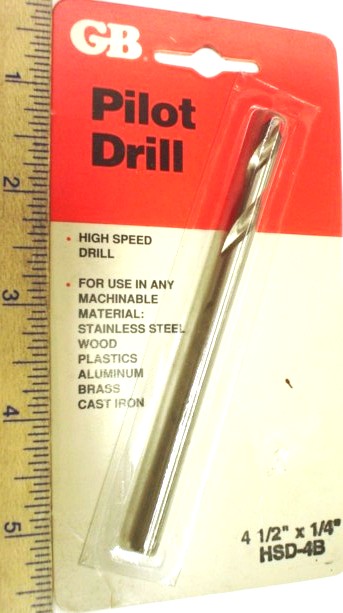 GB
Pilot
Drill
• HIGH SPEED
DRILL
• FOR USE IN ANY
MACHINABLE
MATERIAL:
STAINLESS STEEL
WOOD
PLASTICS
ALUMINUM
BRASS
CAST IRON
4 1/2" x 1/4"
HSD-4B
1
2
3
4
5